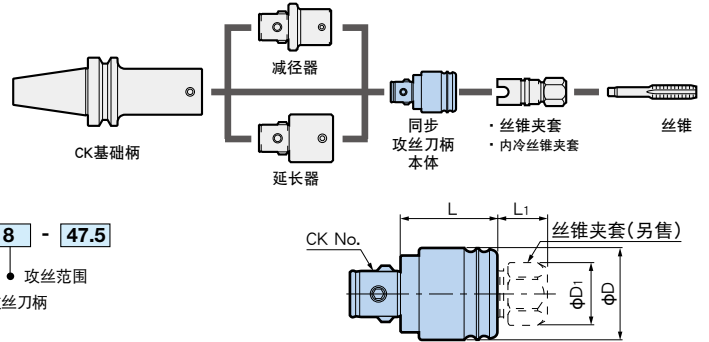 减径器
CK基础柄
同步
攻丝刀柄
本体
・丝锥夹套
・内冷丝锥夹套
丝锥
延长器
8 - 47.5
● 攻丝范围
丝刀柄
CK No.
L
L1
丝锥夹套(另售)
φD1
φD